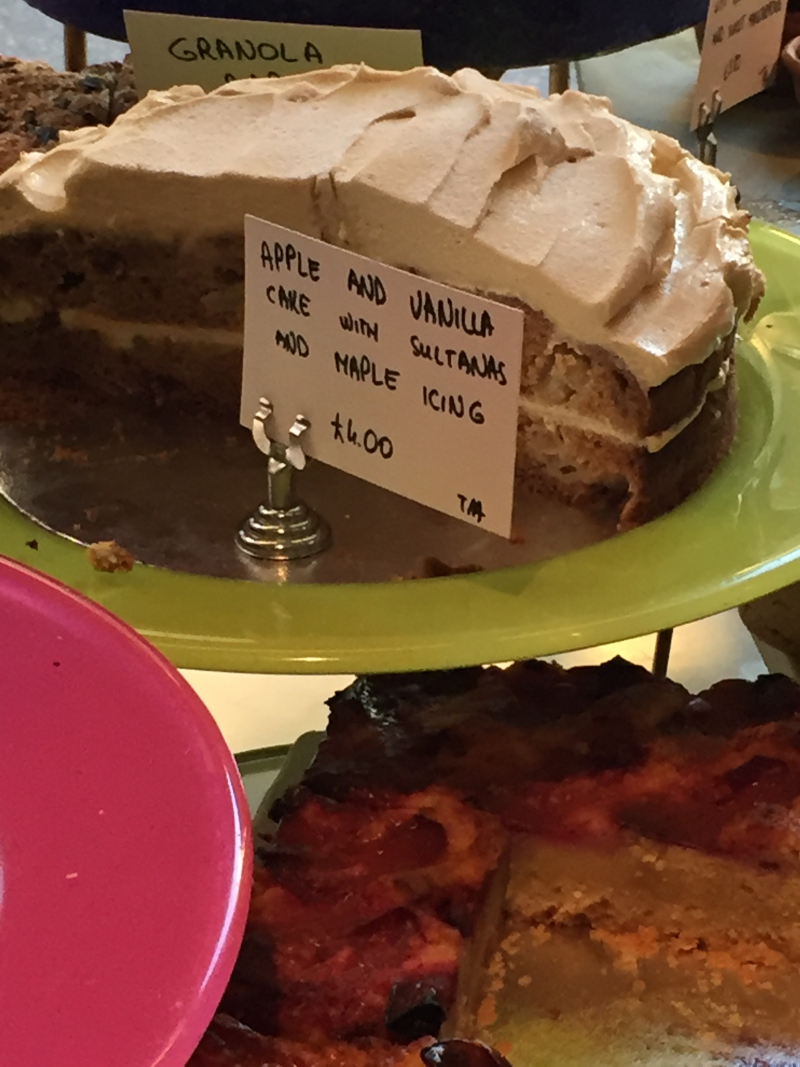 GRANOLA
APPLE AND VANILLA
CAKE WITH SULTANAS
AND MAPLE ICING
£4.00
TM